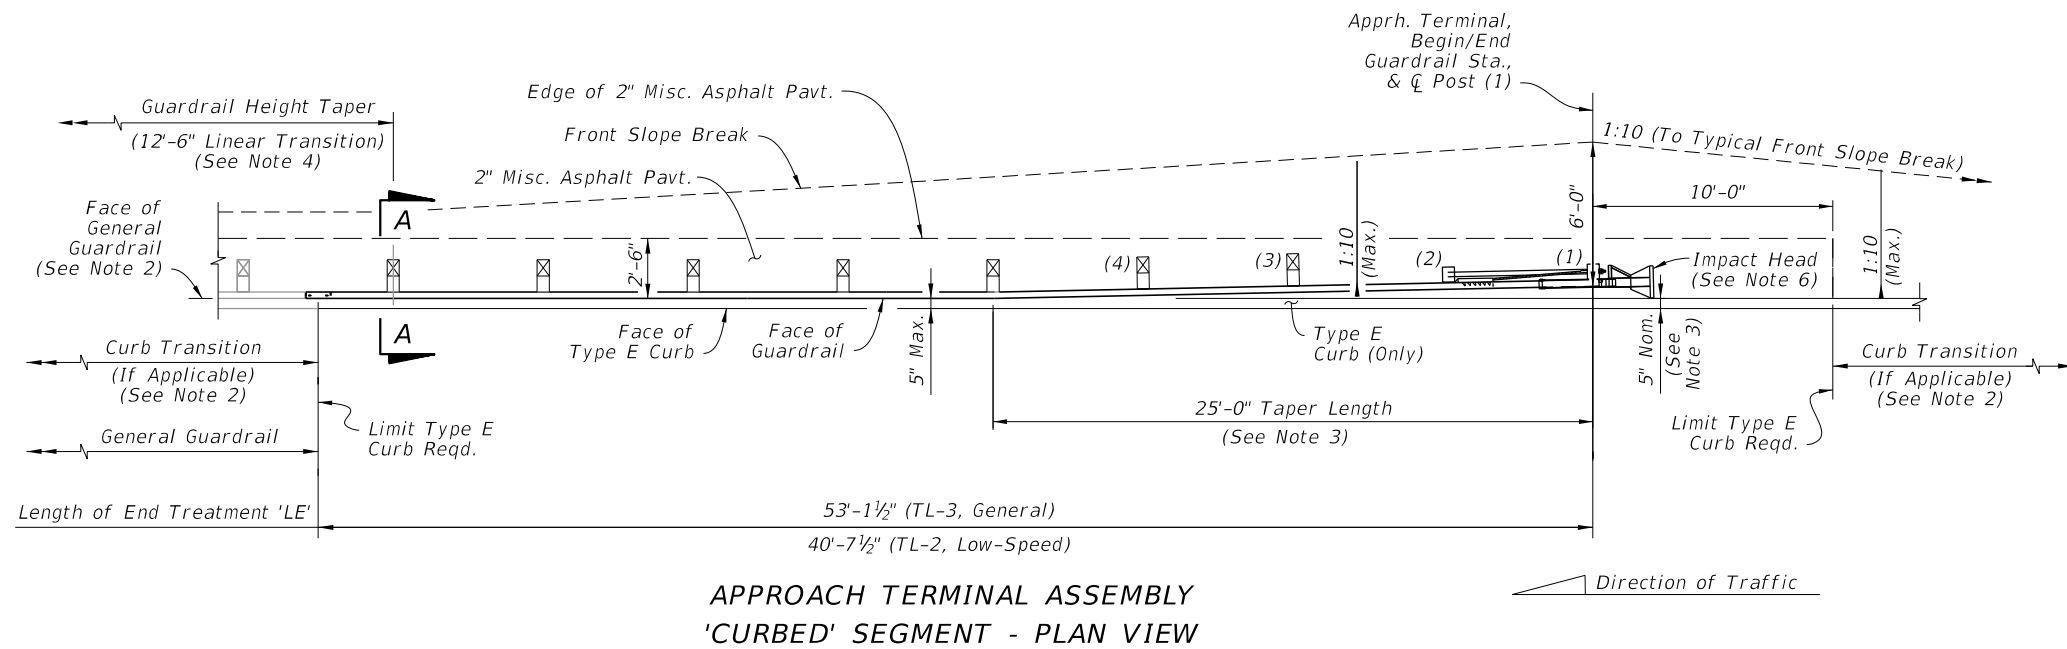 Apprh. Terminal,
Begin/End
Guardrail Sta.,
& ℄ Post (1)
Edge of 2" Misc. Asphalt Pavt.
Guardrail Height Taper
(12'-6" Linear Transition)
(See Note 4)
Front Slope Break
1:10 (To Typical Front Slope Break)
2" Misc. Asphalt Pavt.
Face of
General
Guardrail
(See Note 2)
A
2'-6"
(4)
(3)
1:10
(Max.)
(2)
(1)
6'-0"
10'-0"
Impact Head
(See Note 6)
1:10
(Max.)
A
Face of
Type E Curb
Face of
Guardrail
5" Max.
Type E
Curb (Only)
5" Nom.
(See
Note 3)
Curb Transition
(If Applicable)
(See Note 2)
Curb Transition
(If Applicable)
(See Note 2)
25'-0" Taper Length
(See Note 3)
Limit Type E
Curb Reqd.
Limit Type E
Curb Reqd.
General Guardrail
Length of End Treatment 'LE'
53'-1½" (TL-3, General)
40'-7½" (TL-2, Low-Speed)
Direction of Traffic
APPROACH TERMINAL ASSEMBLY
'CURBED' SEGMENT - PLAN VIEW